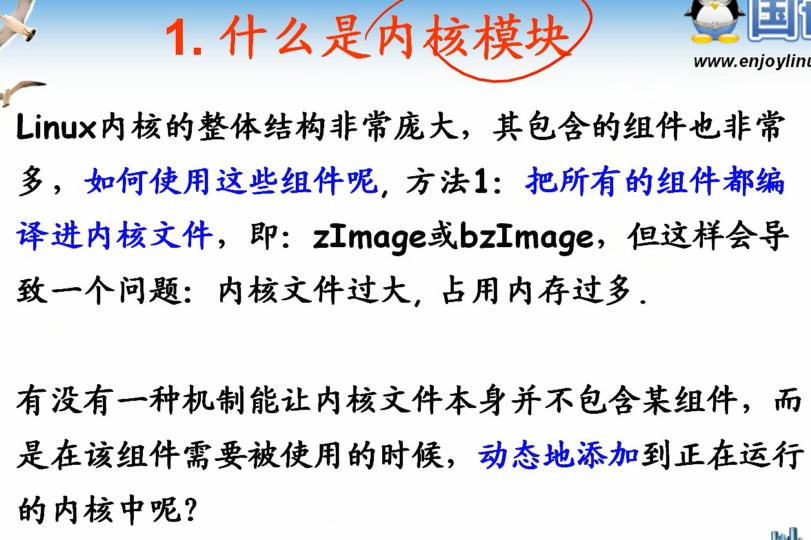 1. 什么是内核模块
国
www.enjoylinu
Linux内核的整体结构非常庞大，其包含的组件也非常
多，如何使用这些组件呢, 方法1：把所有的组件都编
译进内核文件，即：zImage或bzImage，但这样会导
致一个问题：内核文件过大, 占用内存过多.
有没有一种机制能让内核文件本身并不包含某组件，而
是在该组件需要被使用的时候，动态地添加到正在运行
的内核中呢?